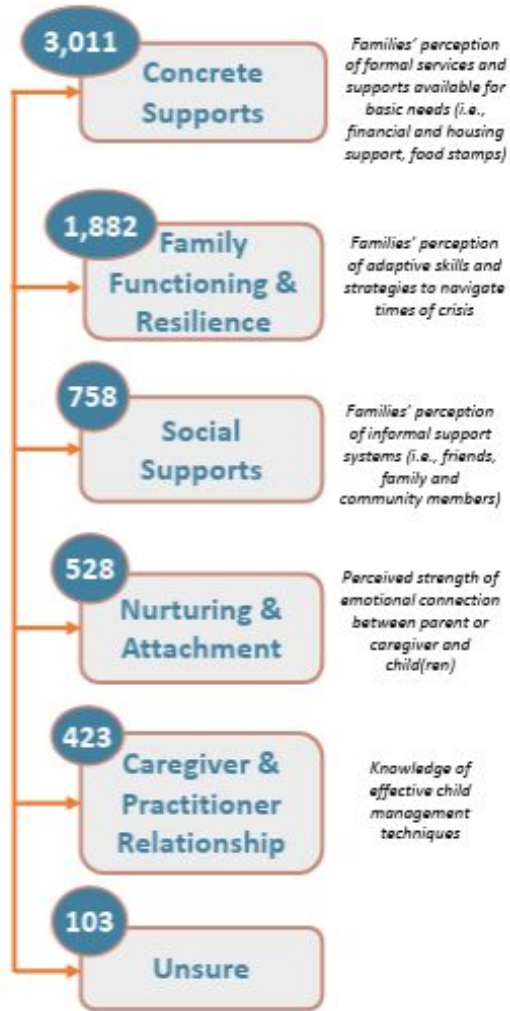 3,011
Concrete
Supports
Families' perception
of formal services and
supports available for
basic needs (i.e.,
financial and housing
support, food stamps)
1,882
Family
Functioning &
Resilience
Families' perception
of adaptive skills and
strategies to navigate
times of crisis
758
Social
Supports
Families' perception
of informal support
systems (i.e., friends,
family and
community members)
528
Nurturing &
Attachment
Perceived strength of
emotional connection
between parent or
caregiver and
child(ren)
423
Caregiver &
Practitioner
Relationship
Knowledge of
effective child
management
techniques
103
Unsure